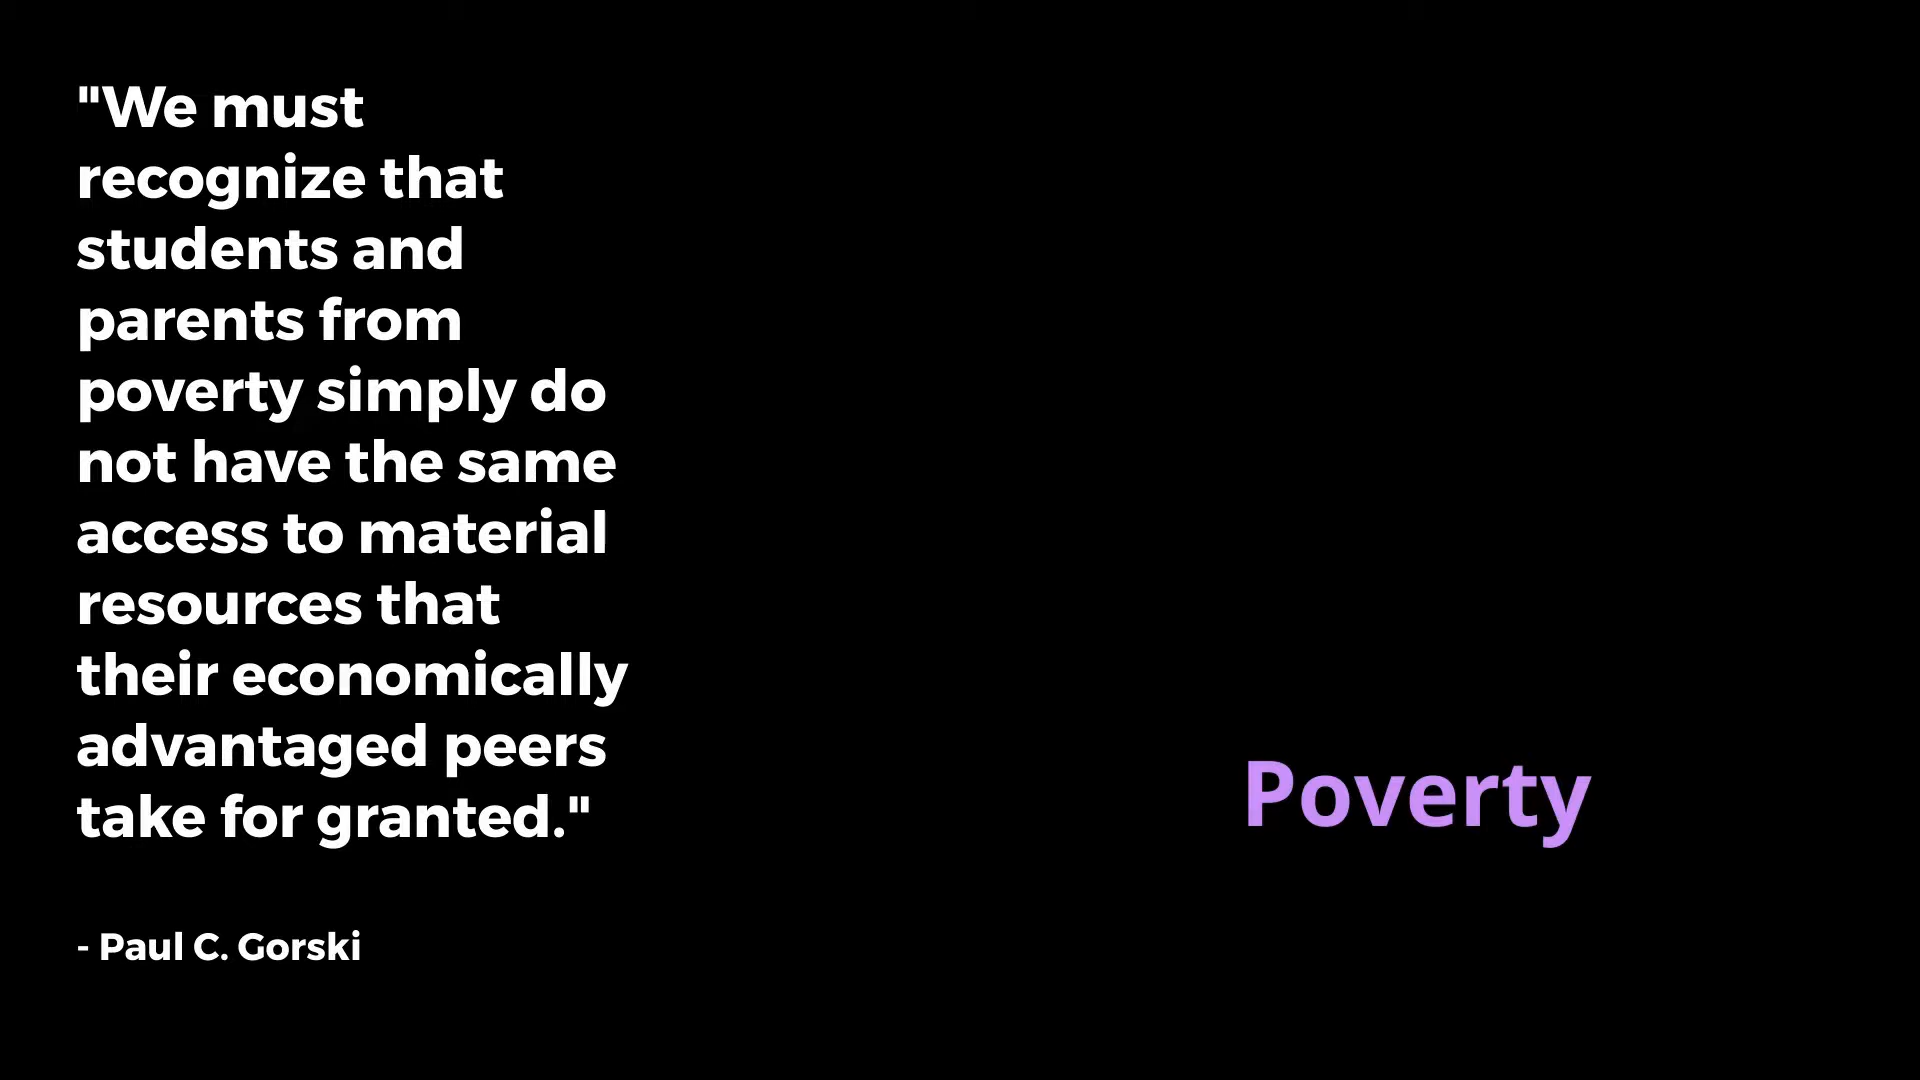 "We must
recognize that
students and
parents from
poverty simply do
not have the same
access to material
resources that
their economically
advantaged peers
take for granted."
- Paul C. Gorski
Poverty